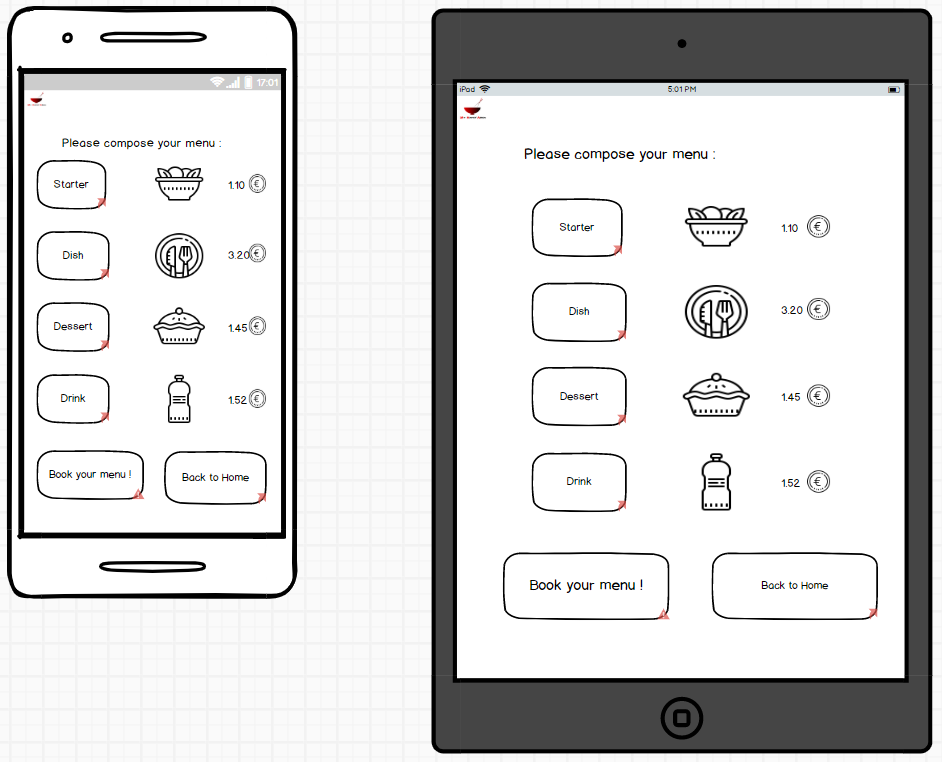 17:01
Please compose your menu :
Starter
1.10 €
Dish
3.20 €
Dessert
1.45 €
Drink
1.52 €
Book your menu !
Back to Home
iPad
5:01 PM
Please compose your menu :
Starter
1.10 €
Dish
3.20 €
Dessert
1.45 €
Drink
1.52 €
Book your menu !
Back to Home